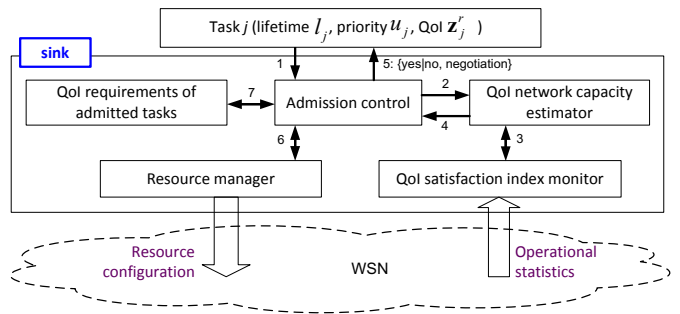 Task j (lifetime l_j, priority u_j, QoI z_j^r )
sink
1
5: {yes|no, negotiation}
QoI requirements of
admitted tasks
7
Admission control
2
4
QoI network capacity
estimator
6
3
Resource manager
QoI satisfaction index monitor
Resource
configuration
WSN
Operational
statistics